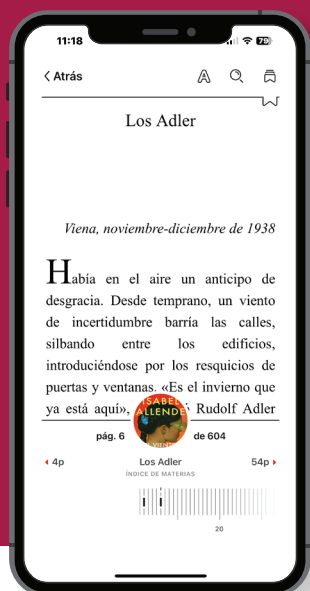 11:18
79
Atrás
A
Los Adler
Viena, noviembre-diciembre de 1938
Había en el aire un anticipo de
desgracia. Desde temprano, un viento
de incertidumbre barría las calles,
silbando entre los edificios,
introduciéndose por los resquicios de
puertas y ventanas. «Es el invierno que
ya está aquí», Rudolf Adler
ISABEL
ALLENDE
VIENTO
pág. 6 de 604
4p Los Adler 54p
ÍNDICE DE MATERIAS
20